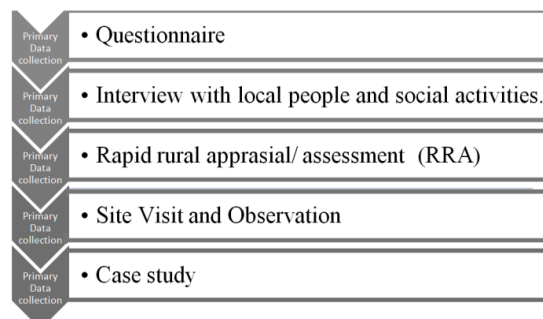 Primary
Data
collection
• Questionnaire
Primary
Data
collection
• Interview with local people and social activities.
Primary
Data
collection
• Rapid rural apprasial/ assessment (RRA)
Primary
Data
collection
• Site Visit and Observation
Primary
Data
collection
• Case study